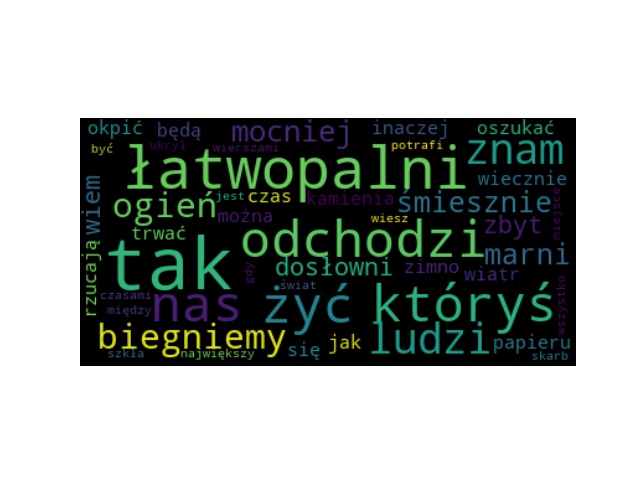 okpić będą mocniej inaczej oszukać
być ukrył wierszami potrafi
łatwopalni znam
wiem ogień jest czas kamienia śmiesznie wiecznie
można wiesz zbyt miejsce
trwać odchodzi
rzucają tak gdy dosłowni zimno wiatr marni
czasami świat wszystko
między nas żyć któryś
biegniemy jak ludzi papieru
szkła największy się skarb